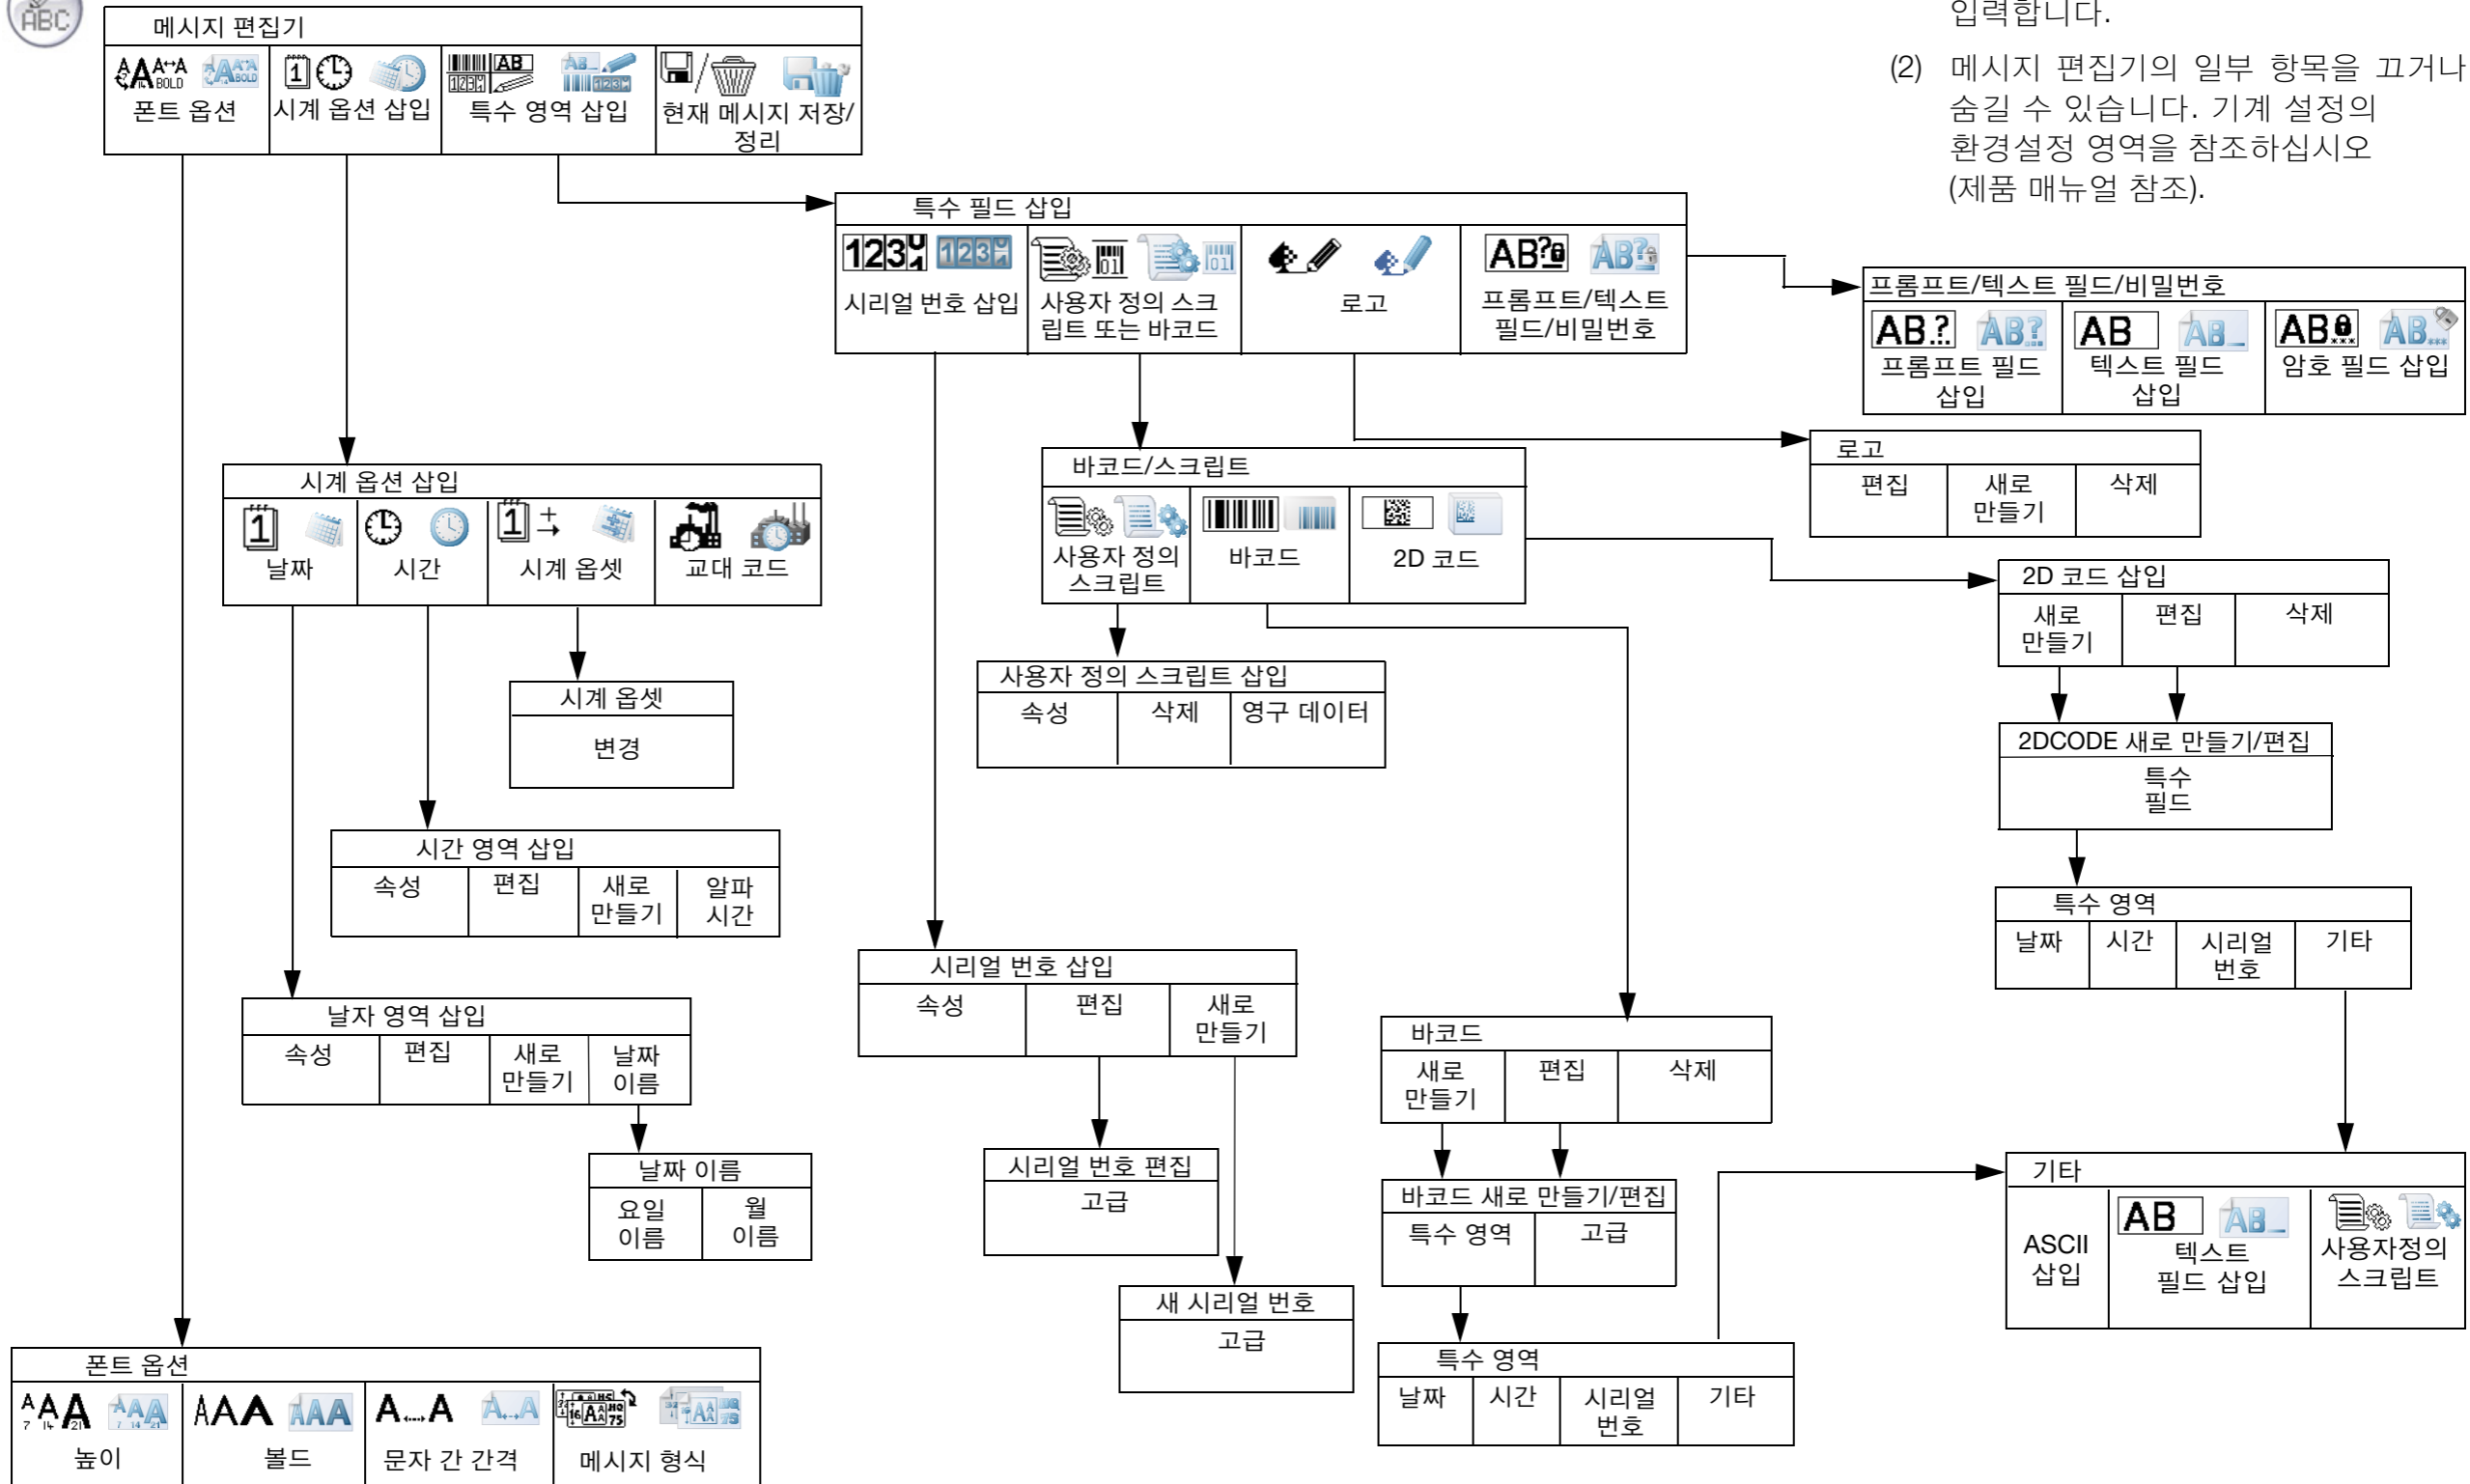 ABC
입력합니다.
(2) 메시지 편집기의 일부 항목을 끄거나
숨길 수 있습니다. 기계 설정의
환경설정 영역을 참조하십시오
(제품 매뉴얼 참조).
메시지 편집기
폰트 옵션
시계 옵션 삽입
특수 영역 삽입
현재 메시지 저장/
정리
특수 필드 삽입
시리얼 번호 삽입
사용자 정의 스크
립트 또는 바코드
로고
프롬프트/텍스트
필드/비밀번호
프롬프트/텍스트 필드/비밀번호
프롬프트 필드
삽입
텍스트 필드
삽입
암호 필드 삽입
로고
편집
새로
만들기
삭제
시계 옵션 삽입
날짜
시간
시계 옵셋
교대 코드
바코드/스크립트
사용자 정의
스크립트
바코드
2D 코드
2D 코드 삽입
새로
만들기
편집
삭제
사용자 정의 스크립트 삽입
속성
삭제
영구 데이터
시계 옵셋
변경
2DCODE 새로 만들기/편집
특수
필드
시간 영역 삽입
속성
편집
새로
만들기
알파
시간
특수 영역
날짜
시간
시리얼
번호
기타
시리얼 번호 삽입
속성
편집
새로
만들기
날자 영역 삽입
속성
편집
새로
만들기
날짜
이름
바코드
새로
만들기
편집
삭제
날짜 이름
요일
이름
월
이름
시리얼 번호 편집
고급
바코드 새로 만들기/편집
특수 영역
고급
기타
ASCII
삽입
텍스트
필드 삽입
사용자정의
스크립트
새 시리얼 번호
고급
특수 영역
날짜
시간
시리얼
번호
기타
폰트 옵션
높이
볼드
문자 간 간격
메시지 형식